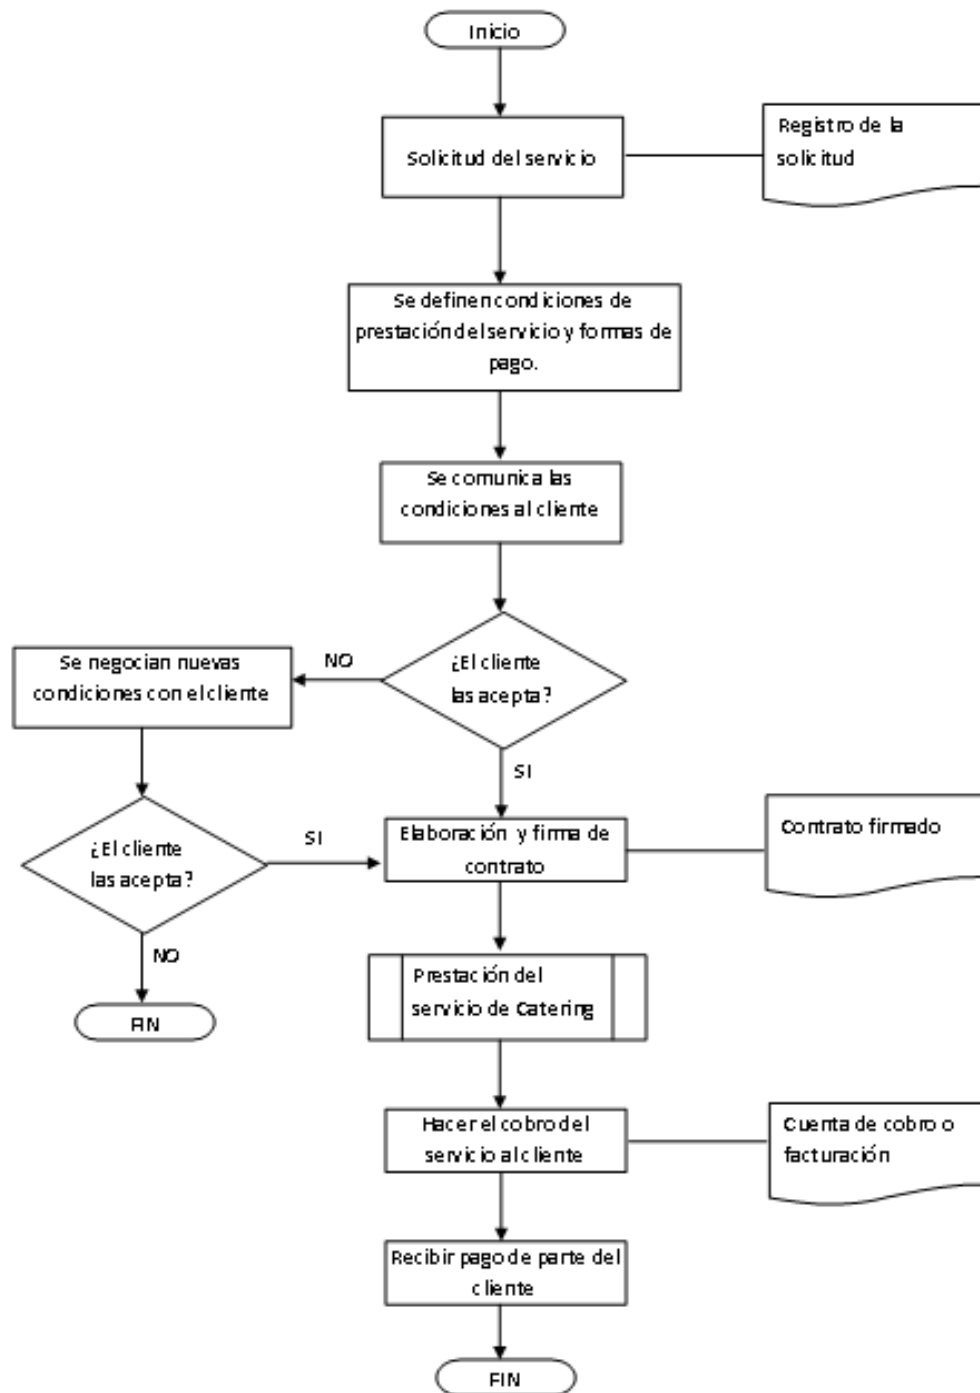 Inicio
Solicitud del servicio
Registro de la
solicitud
Se definen condiciones de
prestación del servicio y formas de
pago.
Se comunica las
condiciones al cliente
¿El cliente
las acepta?
NO
Se negocian nuevas
condiciones con el cliente
SI
¿El cliente
las acepta?
SI
Elaboración y firma de
contrato
Contrato firmado
NO
FIN
Prestación del
servicio de Catering
Hacer el cobro del
servicio al cliente
Cuenta de cobro o
facturación
Recibir pago de parte del
cliente
FIN